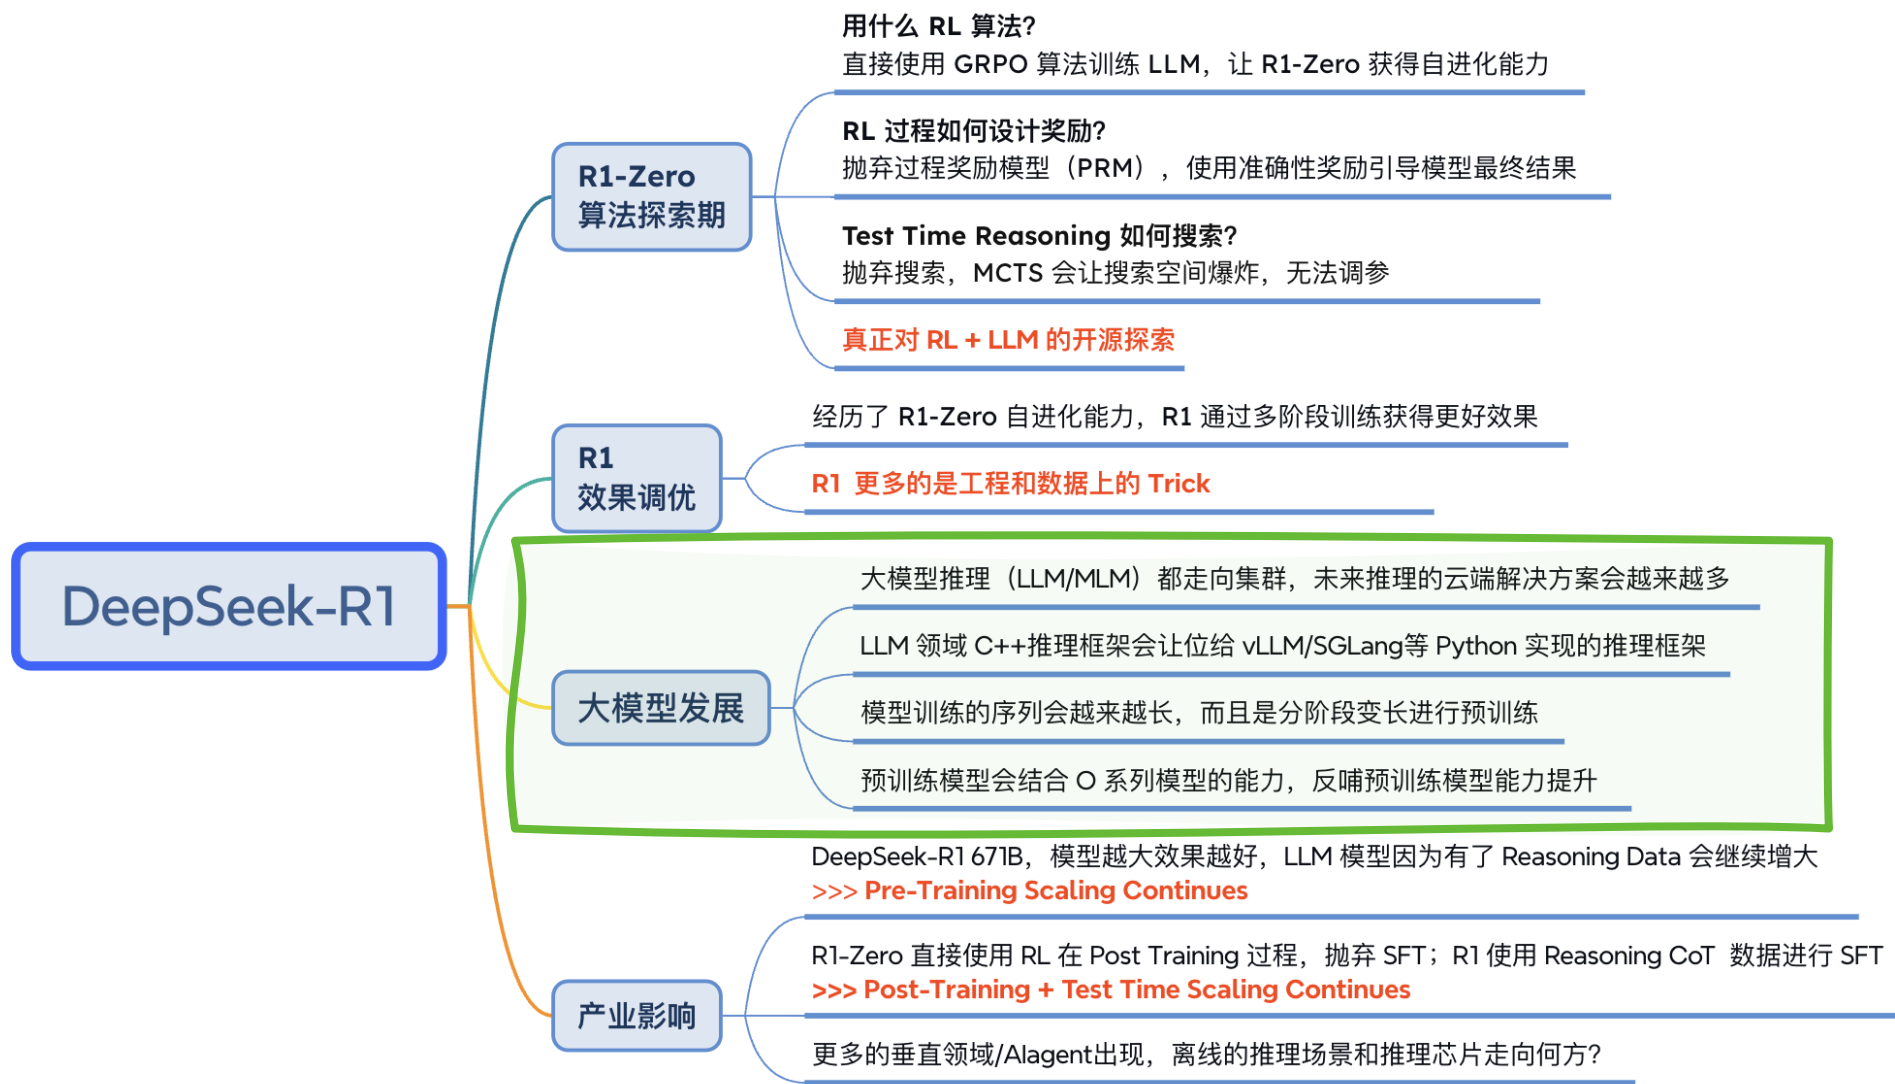 用什么 RL 算法?
直接使用 GRPO 算法训练 LLM，让 R1-Zero 获得自进化能力
RL 过程如何设计奖励?
抛弃过程奖励模型（PRM），使用准确性奖励引导模型最终结果
R1-Zero
算法探索期
Test Time Reasoning 如何搜索?
抛弃搜索，MCTS 会让搜索空间爆炸，无法调参
真正对 RL + LLM 的开源探索
经历了 R1-Zero 自进化能力，R1 通过多阶段训练获得更好效果
R1
效果调优
R1 更多的是工程和数据上的 Trick
DeepSeek-R1
大模型推理（LLM/MLM）都走向集群，未来推理的云端解决方案会越来越多
LLM 领域 C++推理框架会让位给 vLLM/SGLang等 Python 实现的推理框架
大模型发展
模型训练的序列会越来越长，而且是分阶段变长进行预训练
预训练模型会结合 O 系列模型的能力，反哺预训练模型能力提升
DeepSeek-R1 671B，模型越大效果越好，LLM 模型因为有了 Reasoning Data 会继续增大
>>> Pre-Training Scaling Continues
R1-Zero 直接使用 RL 在 Post Training 过程，抛弃 SFT；R1 使用 Reasoning CoT 数据进行 SFT
>>> Post-Training + Test Time Scaling Continues
产业影响
更多的垂直领域/AIagent出现，离线的推理场景和推理芯片走向何方?